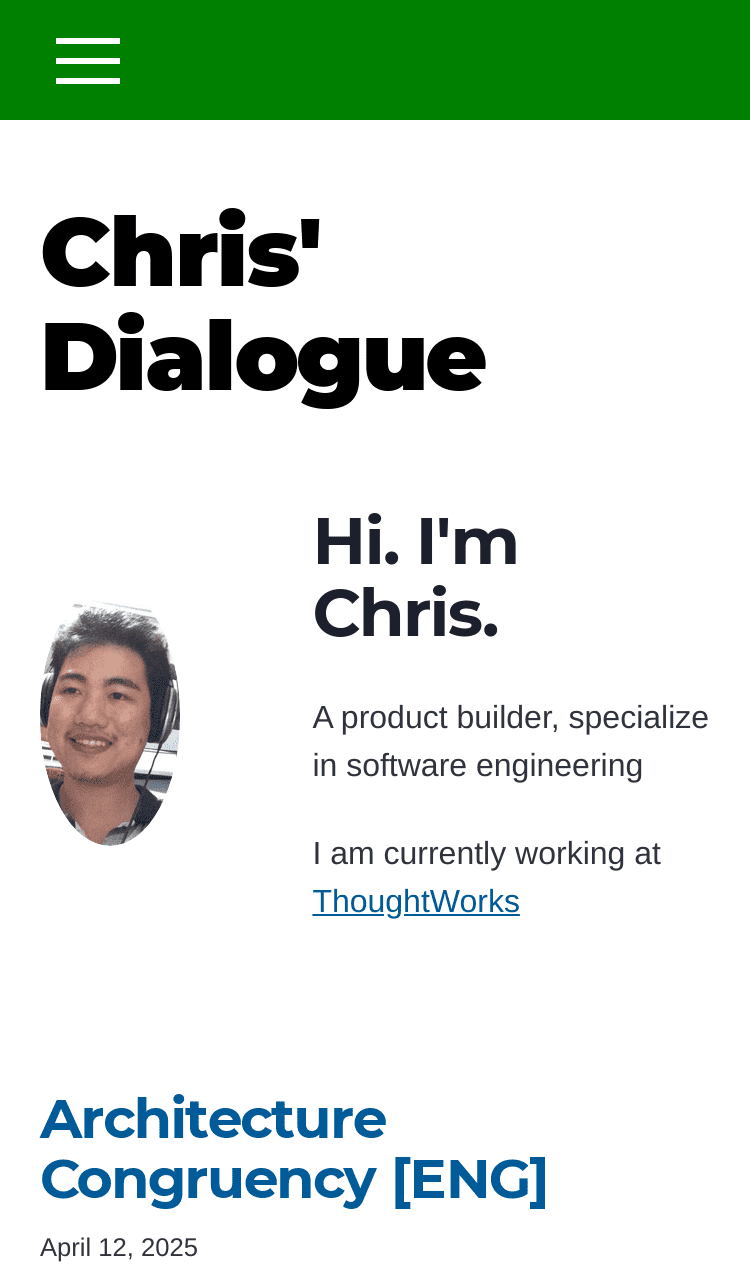 Chris'
Dialogue
Hi. I'm
Chris.
A product builder, specialize
in software engineering
I am currently working at
ThoughtWorks
Architecture
Congruency [ENG]
April 12, 2025